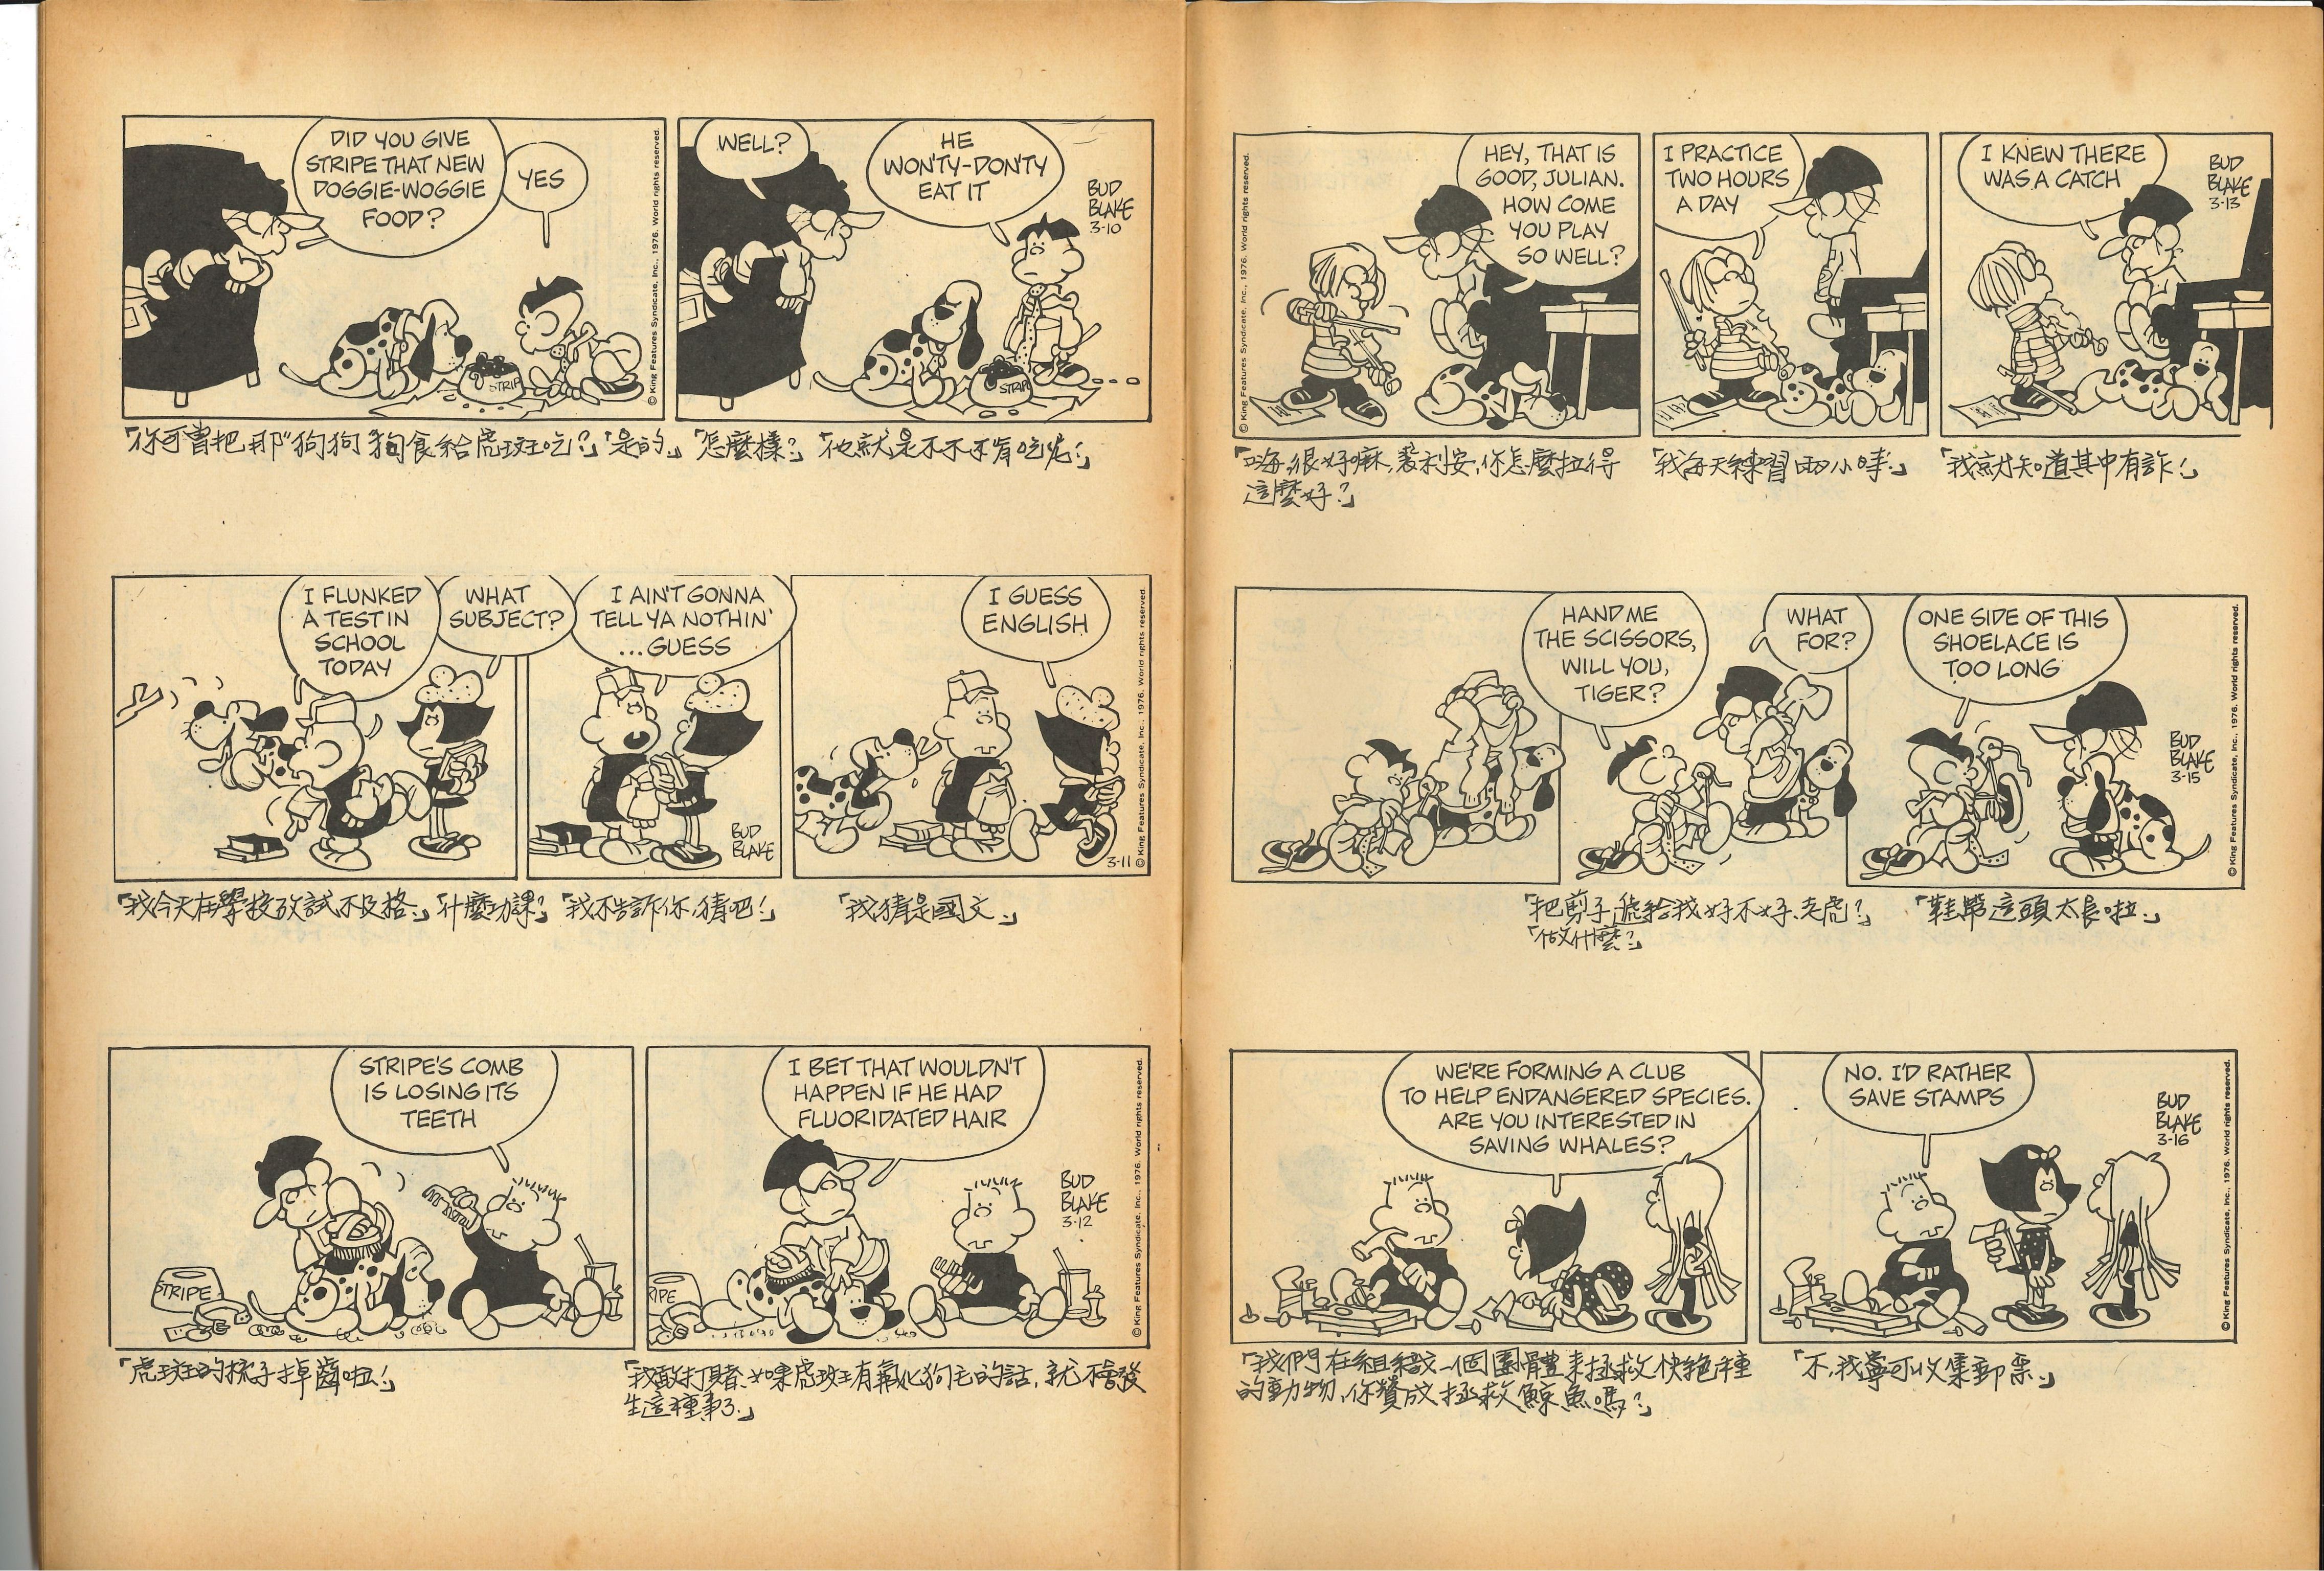 DID YOU GIVE
STRIPE THAT NEW
DOGGIE-WOGGIE
FOOD?
YES
© King Features Syndicate, Inc., 1976. World rights reserved.
WELL?
HE
WON'TY-DON'TY
EAT IT
BUD
BLAKE
3-10
STRIP
STRIP
「你可曾把那"狗狗狗食給虎斑吃?」「是的。」「怎麼樣?」「他就是不不不肯吃呢!」
I FLUNKED
A TEST IN
SCHOOL
TODAY
WHAT
SUBJECT?
I AIN'T GONNA
TELL YA NOTHIN'
...GUESS
BUD
BLAKE
I GUESS
ENGLISH
3-11
© King Features Syndicate, Inc., 1976. World rights reserved.
「我今天在學校攷試不及格。」「什麼功課?」「我不告訴你,猜吧!」「我猜是國文。」
STRIPE'S COMB
IS LOSING ITS
TEETH
STRIPE
I BET THAT WOULDN'T
HAPPEN IF HE HAD
FLUORIDATED HAIR
RIPE
BUD
BLAKE
3-12
© King Features Syndicate, Inc., 1976. World rights reserved.
「虎斑的梳子掉齒啦!」「我敢打賭、如果虎斑有氟化狗毛的話,就不會發
生這種事了。」
© King Features Syndicate, Inc., 1976. World rights reserved.
HEY, THAT IS
GOOD, JULIAN.
HOW COME
YOU PLAY
SO WELL?
I PRACTICE
TWO HOURS
A DAY
I KNEW THERE
WAS A CATCH
BUD
BLAKE
3-13
「嗨,很好嘛,裘利安,你怎麼拉得
這麼好?」
「我每天練習兩小時。」「我就知道其中有詐!」
HAND ME
THE SCISSORS,
WILL YOU,
TIGER?
WHAT
FOR?
ONE SIDE OF THIS
SHOELACE IS
TOO LONG
BUD
BLAKE
3-15
© King Features Syndicate, Inc., 1976. World rights reserved.
「把剪子遞給我好不好,老虎?」
「做什麼?」
「鞋帶這頭太長啦。」
WE'RE FORMING A CLUB
TO HELP ENDANGERED SPECIES.
ARE YOU INTERESTED IN
SAVING WHALES?
NO. I'D RATHER
SAVE STAMPS
BUD
BLAKE
3-16
© King Features Syndicate, Inc., 1976. World rights reserved.
「我們在組織一個團體來拯救快絕種
的動物,你贊成拯救鯨魚嗎?」
「不,我寧可收集郵票。」